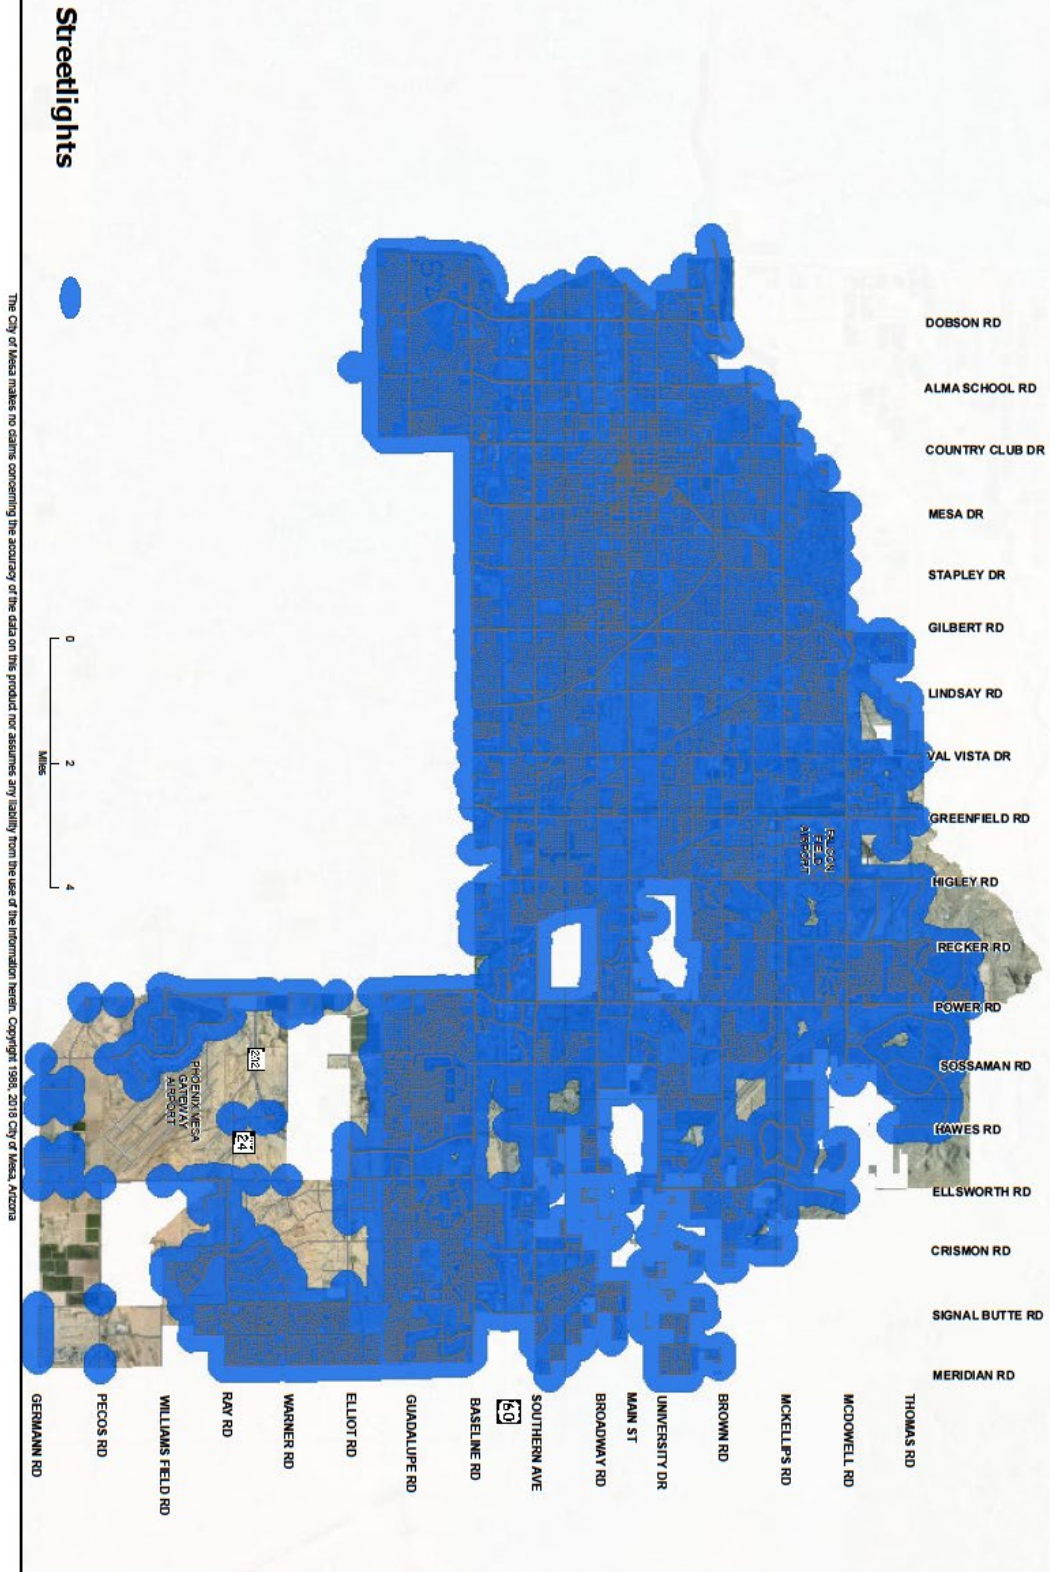 Streetlights
DOBSON RD
ALMA SCHOOL RD
COUNTRY CLUB DR
MESA DR
STAPLEY DR
GILBERT RD
LINDSAY RD
VAL VISTA DR
GREENFIELD RD
HIGLEY RD
RECKER RD
POWER RD
SOSSAMAN RD
HAWES RD
ELLSWORTH RD
CRISMON RD
SIGNAL BUTTE RD
MERIDIAN RD
THOMAS RD
MCDOWELL RD
MCKELLIPS RD
BROWN RD
UNIVERSITY DR
MAIN ST
BROADWAY RD
SOUTHERN AVE
60
BASELINE RD
GUADALUPE RD
ELLIOT RD
WARNER RD
RAY RD
WILLIAMS FIELD RD
PECOS RD
GERMANN RD
FALCON
FIELD
AIRPORT
202
24
PHOENIX MESA
GATEWAY
AIRPORT
0 2 4
Miles
The City of Mesa makes no claims concerning the accuracy of the data on this product nor assumes any liability from the use of the information herein. Copyright 1988, 2018 City of Mesa, Arizona